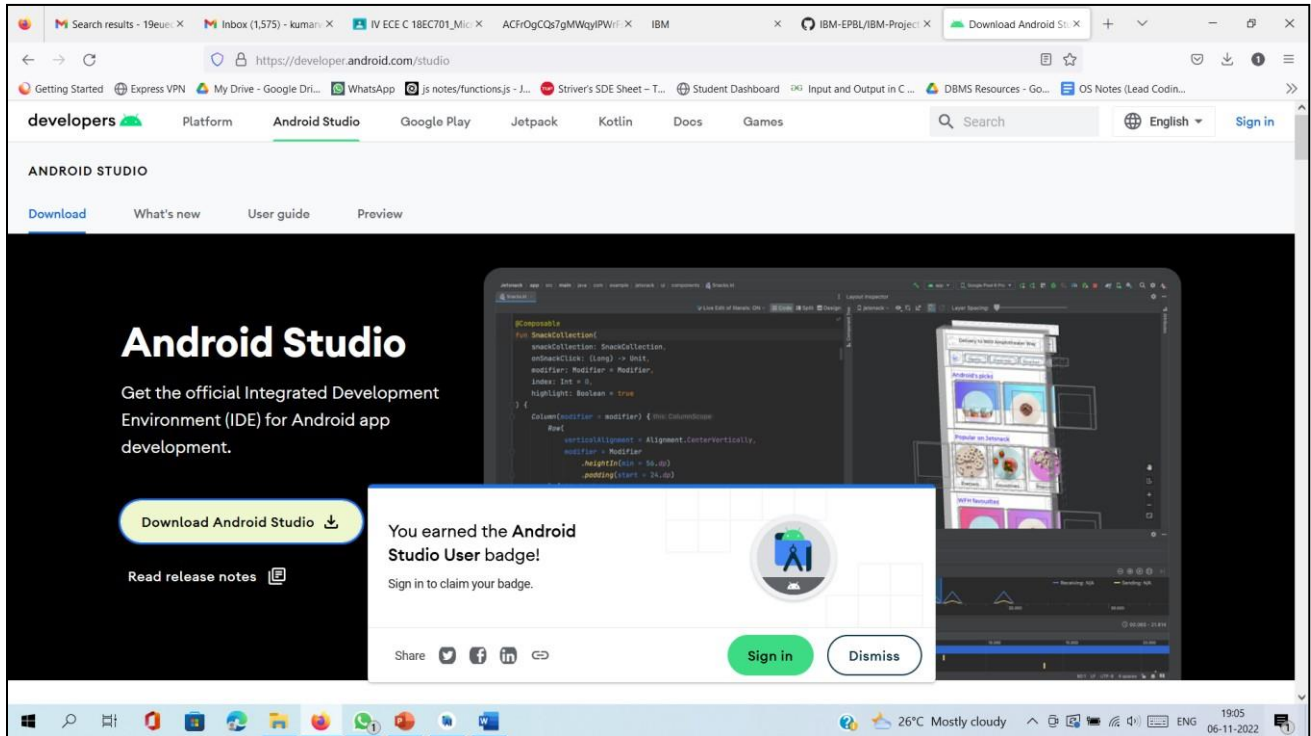 Search results - 19euec
Inbox (1,575) - kumar
IV ECE C 18EC701_Mic
IBM
IBM-EPBL/IBM-Project
Download Android St
https://developer.android.com/studio
1
Getting Started
Express VPN
My Drive - Google Dri...
WhatsApp
js notes/functions.js - J...
Striver's SDE Sheet – T...
Student Dashboard
Input and Output in C ...
DBMS Resources - Go...
OS Notes (Lead Codin...
developers
Platform
Android Studio
Google Play
Jetpack
Kotlin
Docs
Games
Search
English
Sign in
ANDROID STUDIO
Download
What's new
User guide
Preview
Android Studio
Get the official Integrated Development
Environment (IDE) for Android app
development.
Download Android Studio
Read release notes
@Composable
fun SnackCollection(
snackCollection: SnackCollection,
onSnackClick: (Long) -> Unit,
modifier: Modifier = Modifier,
index: Int = 0,
highlight: Boolean = true
) {
Column(modifier = modifier) {
Row(
verticalAlignment = Alignment.CenterVertically,
modifier = Modifier
.heightIn(min = 56.dp)
.padding(start = 24.dp)
Android's picks
Popular on Jetsnack
WFH favourites
You earned the Android
Studio User badge!
Sign in to claim your badge.
Share
Sign in
Dismiss
26°C Mostly cloudy
ENG
19:05
06-11-2022